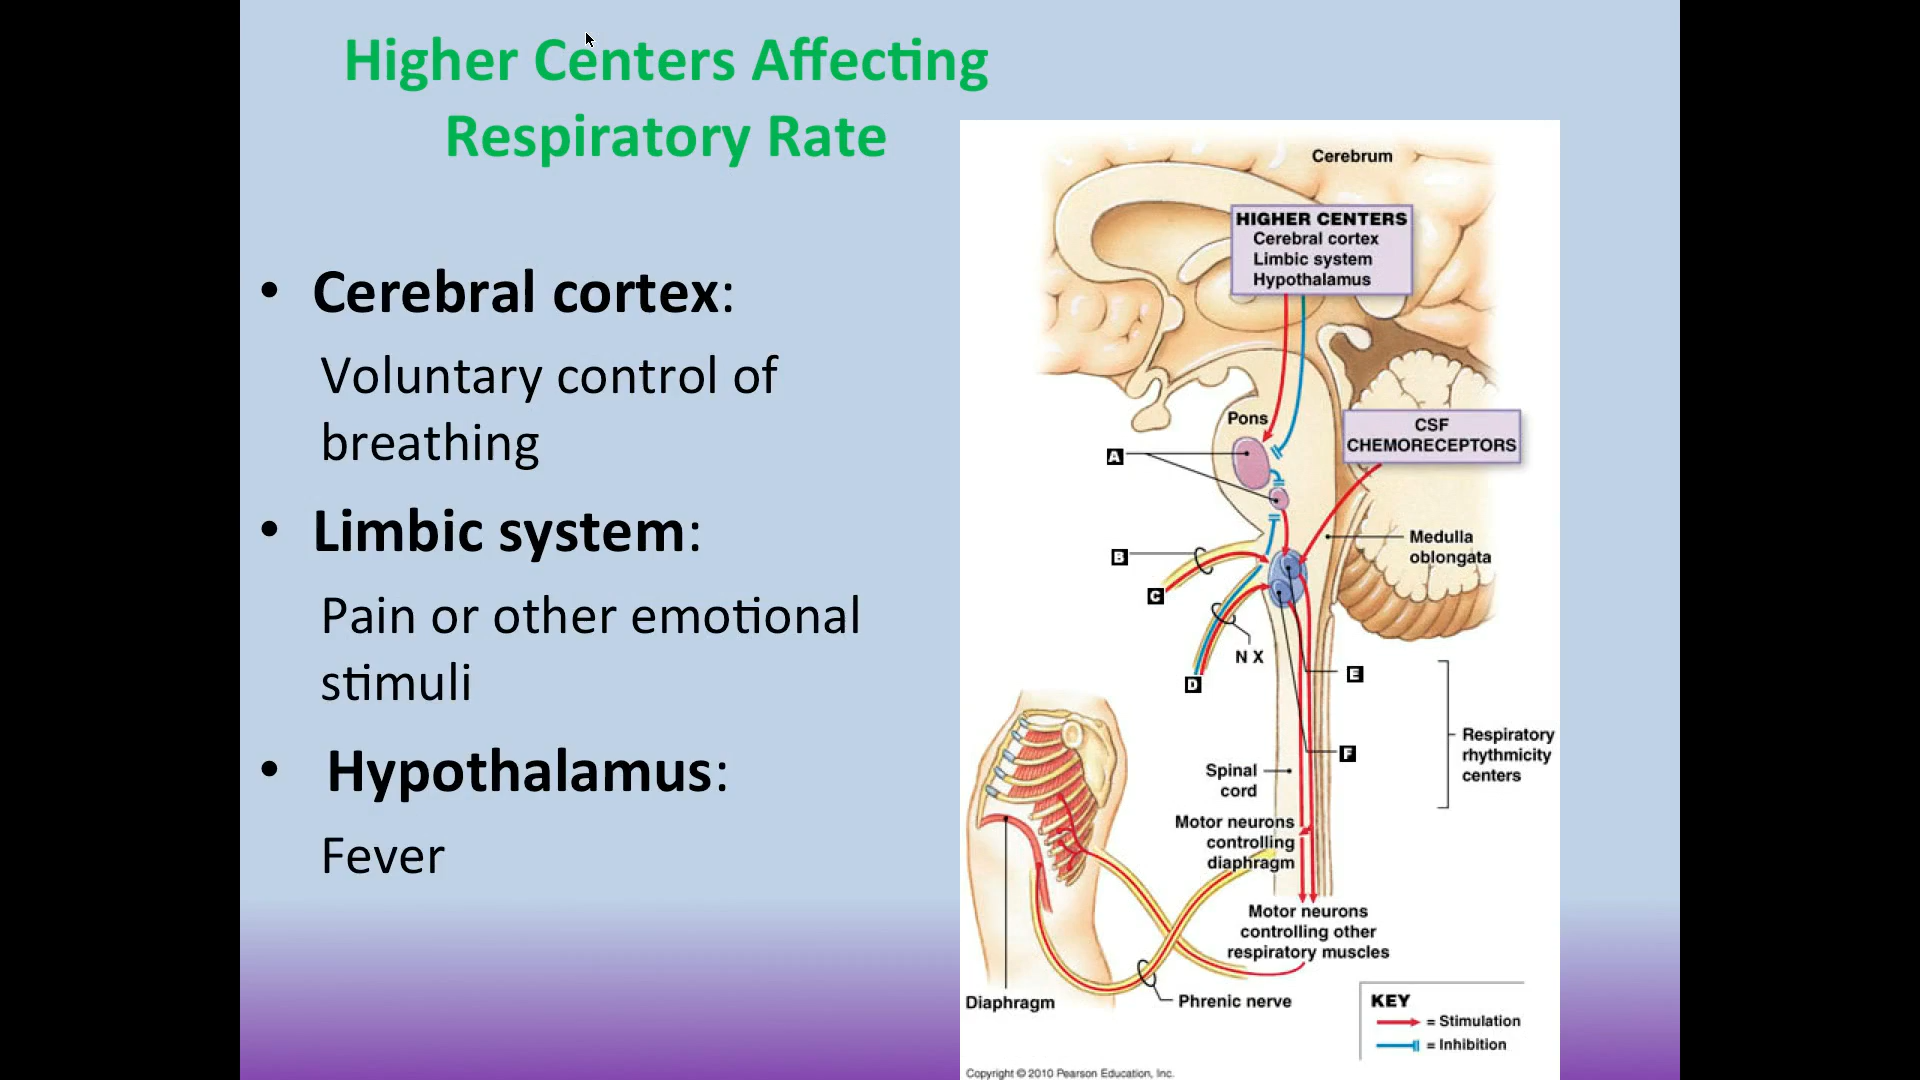 Higher Centers Affecting
Respiratory Rate
• Cerebral cortex:
Voluntary control of
breathing
• Limbic system:
Pain or other emotional
stimuli
• Hypothalamus:
Fever
Cerebrum
HIGHER CENTERS
Cerebral cortex
Limbic system
Hypothalamus
Pons
CSF
CHEMORECEPTORS
A
Medulla
oblongata
B
C
N X
D
E
Respiratory
rhythmicity
centers
F
Spinal
cord
Motor neurons
controlling
diaphragm
Motor neurons
controlling other
respiratory muscles
Diaphragm
Phrenic nerve
KEY
= Stimulation
= Inhibition
Copyright © 2010 Pearson Education, Inc.